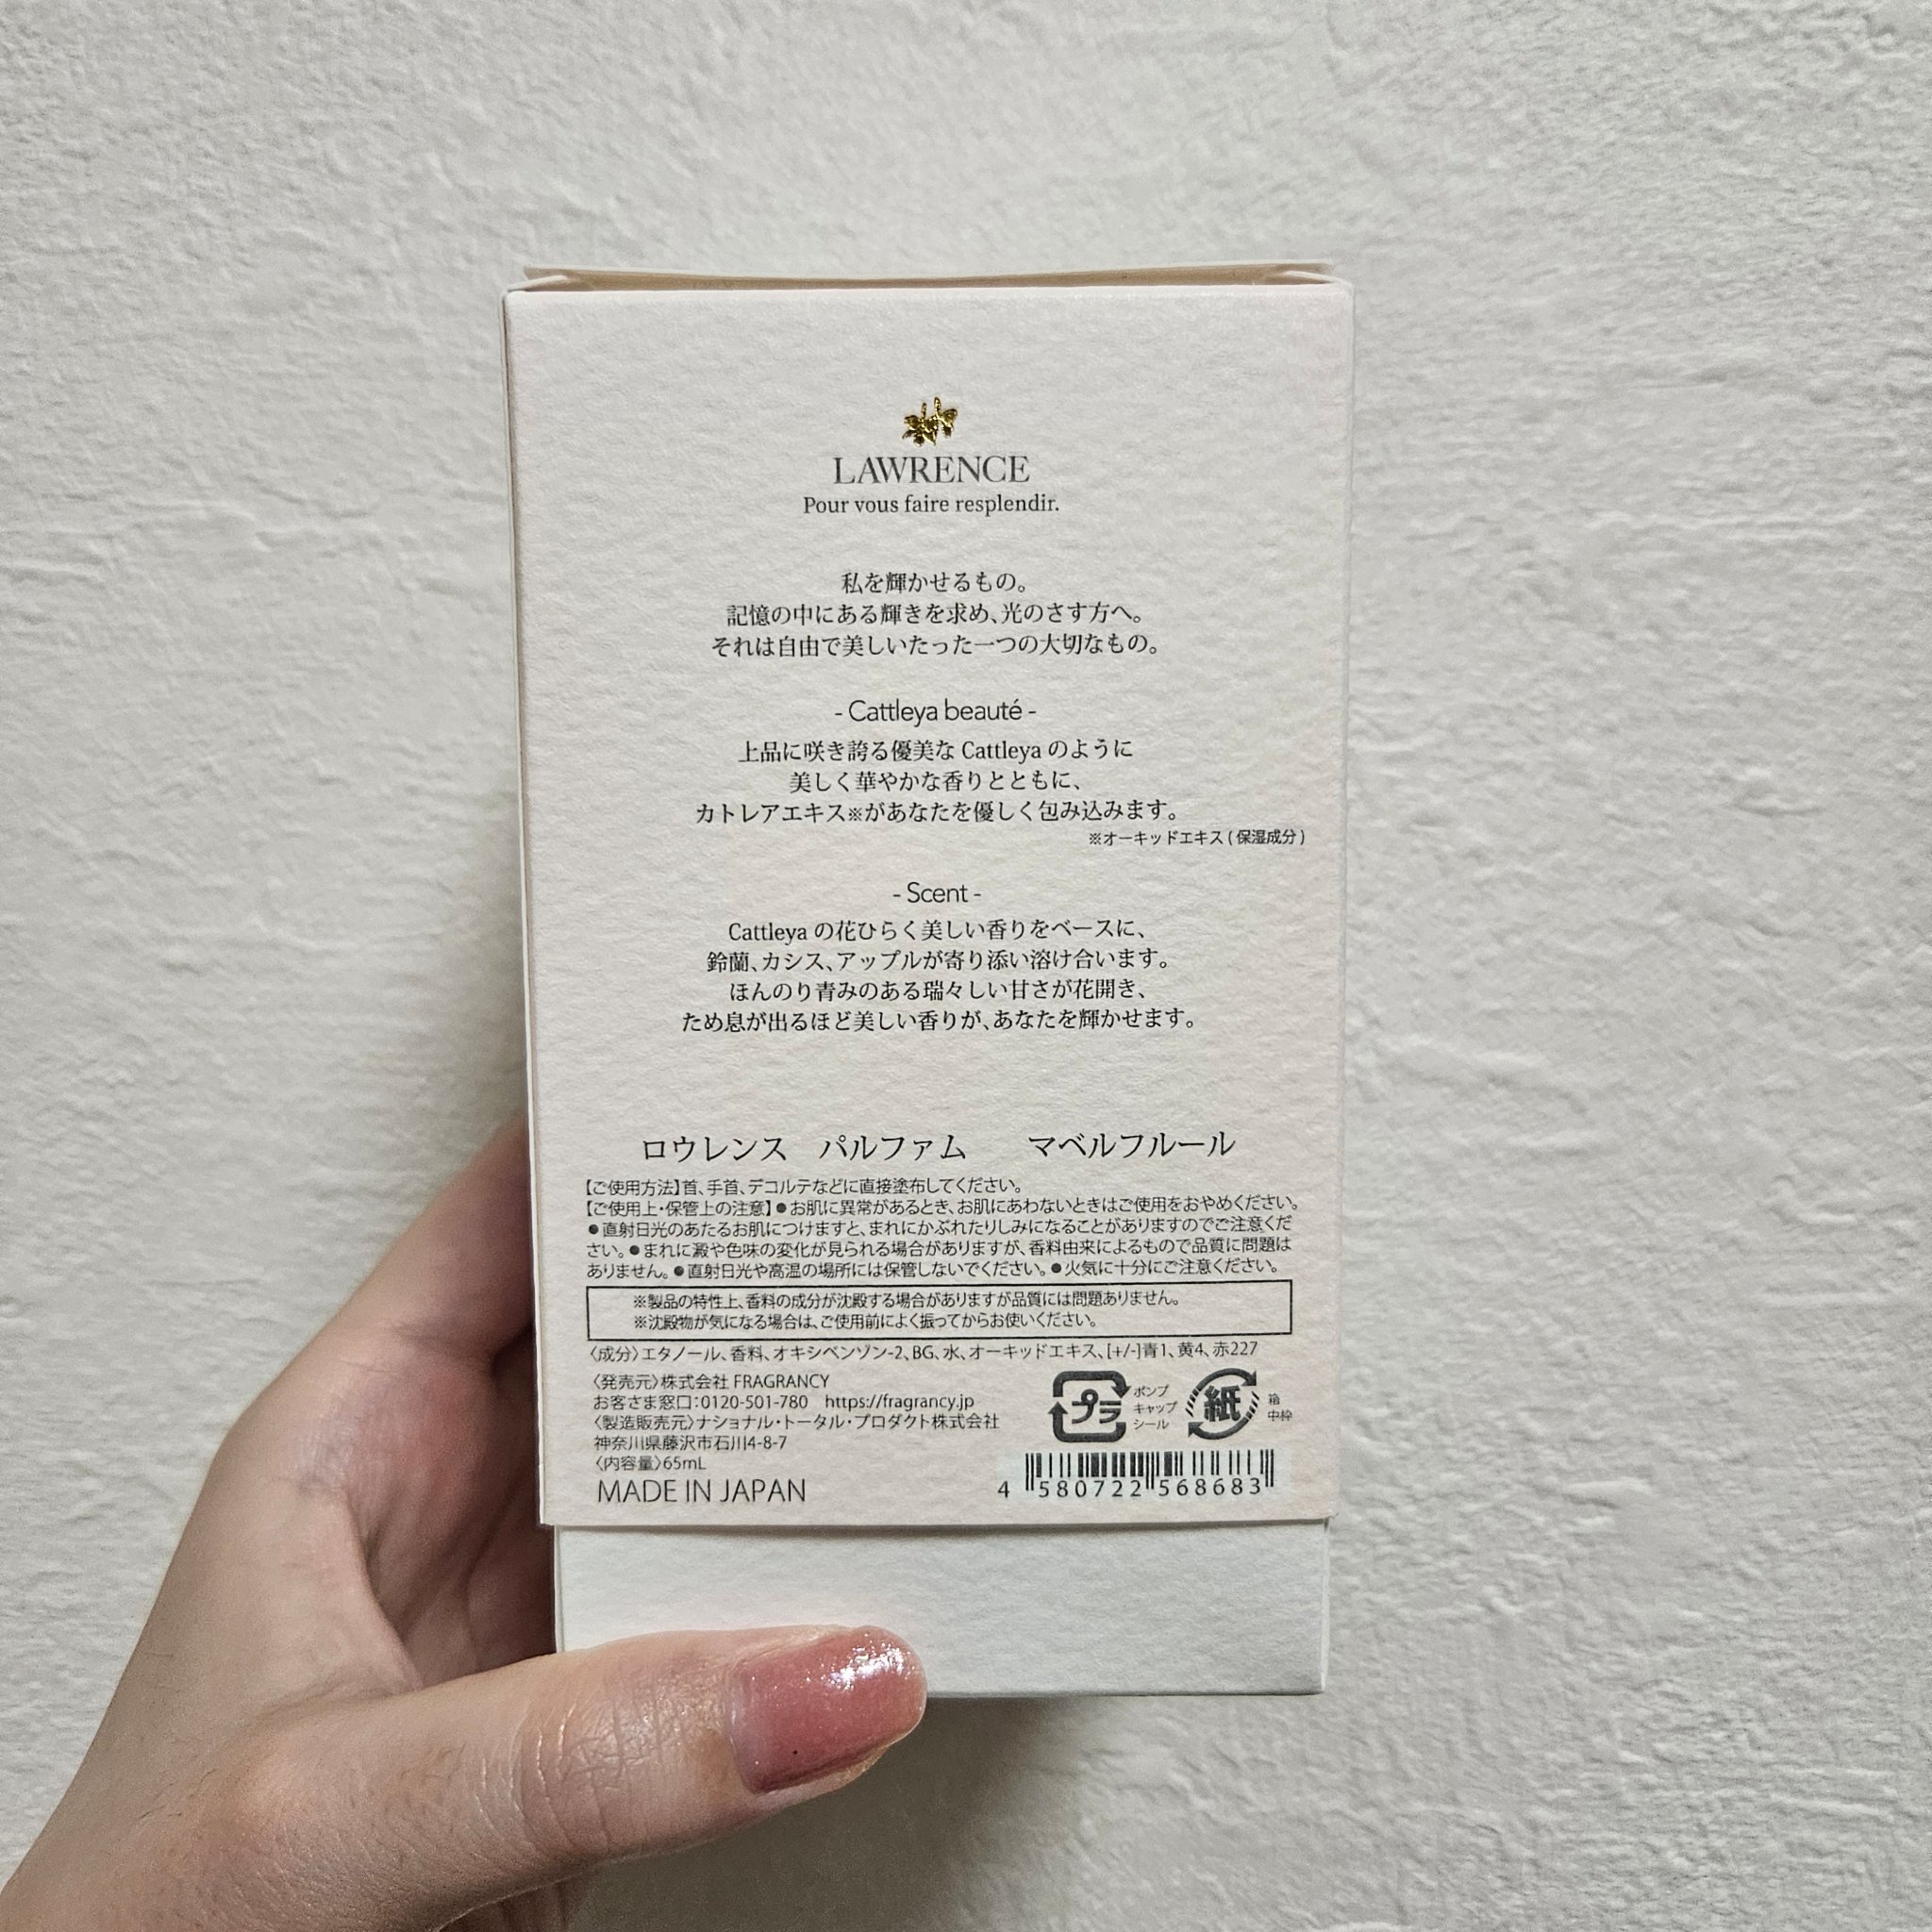 LAWRENCE
Pour vous faire resplendir.
私を輝かせるもの。
記憶の中にある輝きを求め、光のさす方へ。
それは自由で美しいたった一つの大切なもの。
- Cattleya beauté -
上品に咲き誇る優美な Cattleya のように
美しく華やかな香りとともに、
カトレアエキス※があなたを優しく包み込みます。
※オーキッドエキス ( 保湿成分 )
- Scent -
Cattleya の花ひらく美しい香りをベースに、
鈴蘭、カシス、アップルが寄り添い溶け合います。
ほんのり青みのある瑞々しい甘さが花開き、
ため息が出るほど美しい香りが、あなたを輝かせます。
ロウレンス パルファム マベルフルール
【ご使用方法】首、手首、デコルテなどに直接塗布してください。
【ご使用上・保管上の注意】●お肌に異常があるとき、お肌にあわないときはご使用をおやめください。
●直射日光のあたるお肌につけますと、まれにかぶれたりしみになることがありますのでご注意くだ
さい。●まれに澱や色味の変化が見られる場合がありますが、香料由来によるもので品質に問題は
ありません。●直射日光や高温の場所には保管しないでください。●火気に十分にご注意ください。
※製品の特性上、香料の成分が沈殿する場合がありますが品質には問題ありません。
※沈殿物が気になる場合は、ご使用前によく振ってからお使いください。
〈成分〉エタノール、香料、オキシベンゾン-2、BG、水、オーキッドエキス、[+/-]青1、黄4、赤227
〈発売元〉株式会社 FRAGRANCY
お客さま窓口：0120-501-780 https://fragrancy.jp
〈製造販売元〉ナショナル・トータル・プロダクト株式会社
神奈川県藤沢市石川4-8-7
〈内容量〉65mL
MADE IN JAPAN
プラ
ポンプ
キャップ
シール
紙
箱
中枠
4 580722 568683